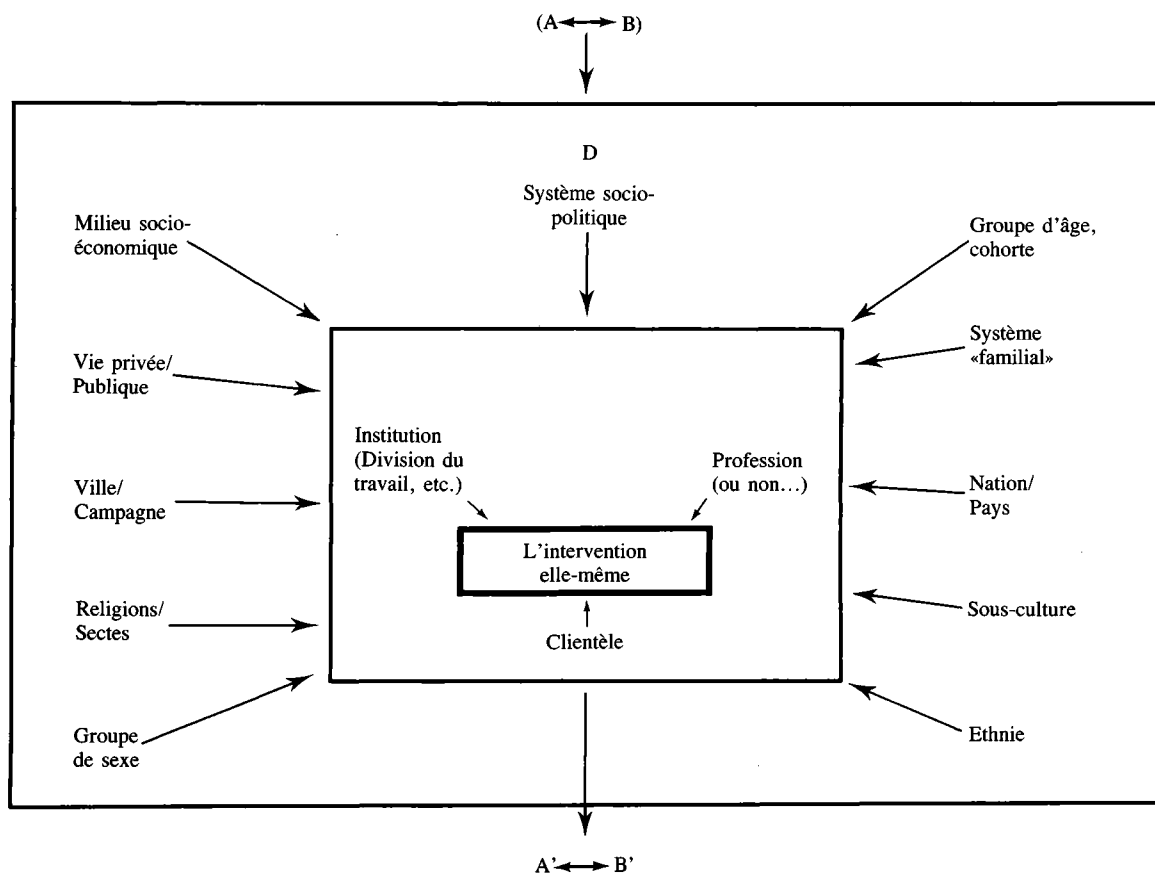 (A ⟷ B)
D
Système socio-
politique
Milieu socio-
économique
Groupe d'âge,
cohorte
Vie privée/
Publique
Système
«familial»
Institution
(Division du
travail, etc.)
Profession
(ou non...)
Ville/
Campagne
Nation/
Pays
L'intervention
elle-même
Religions/
Sectes
Sous-culture
Clientèle
Groupe
de sexe
Ethnie
A' ⟷ B'